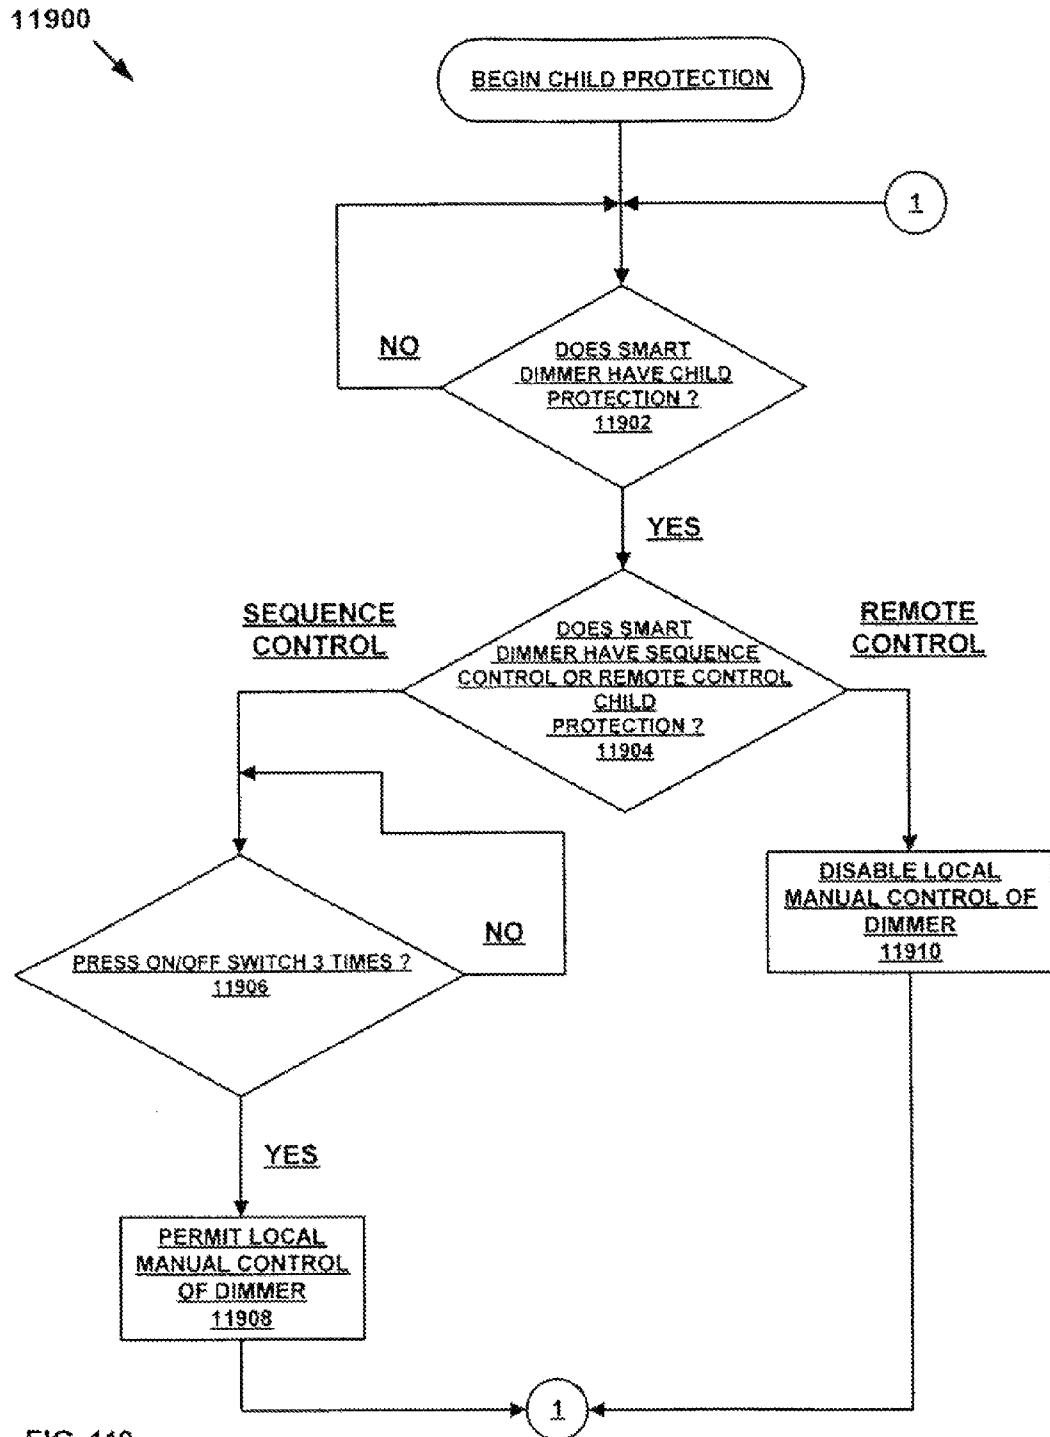 11900
BEGIN CHILD PROTECTION
1
NO
DOES SMART
DIMMER HAVE CHILD
PROTECTION ?
11902
YES
SEQUENCE
CONTROL
DOES SMART
DIMMER HAVE SEQUENCE
CONTROL OR REMOTE CONTROL
CHILD
PROTECTION ?
11904
REMOTE
CONTROL
PRESS ON/OFF SWITCH 3 TIMES ?
11906
NO
DISABLE LOCAL
MANUAL CONTROL OF
DIMMER
11910
YES
PERMIT LOCAL
MANUAL CONTROL
OF DIMMER
11908
1
FIG. 119